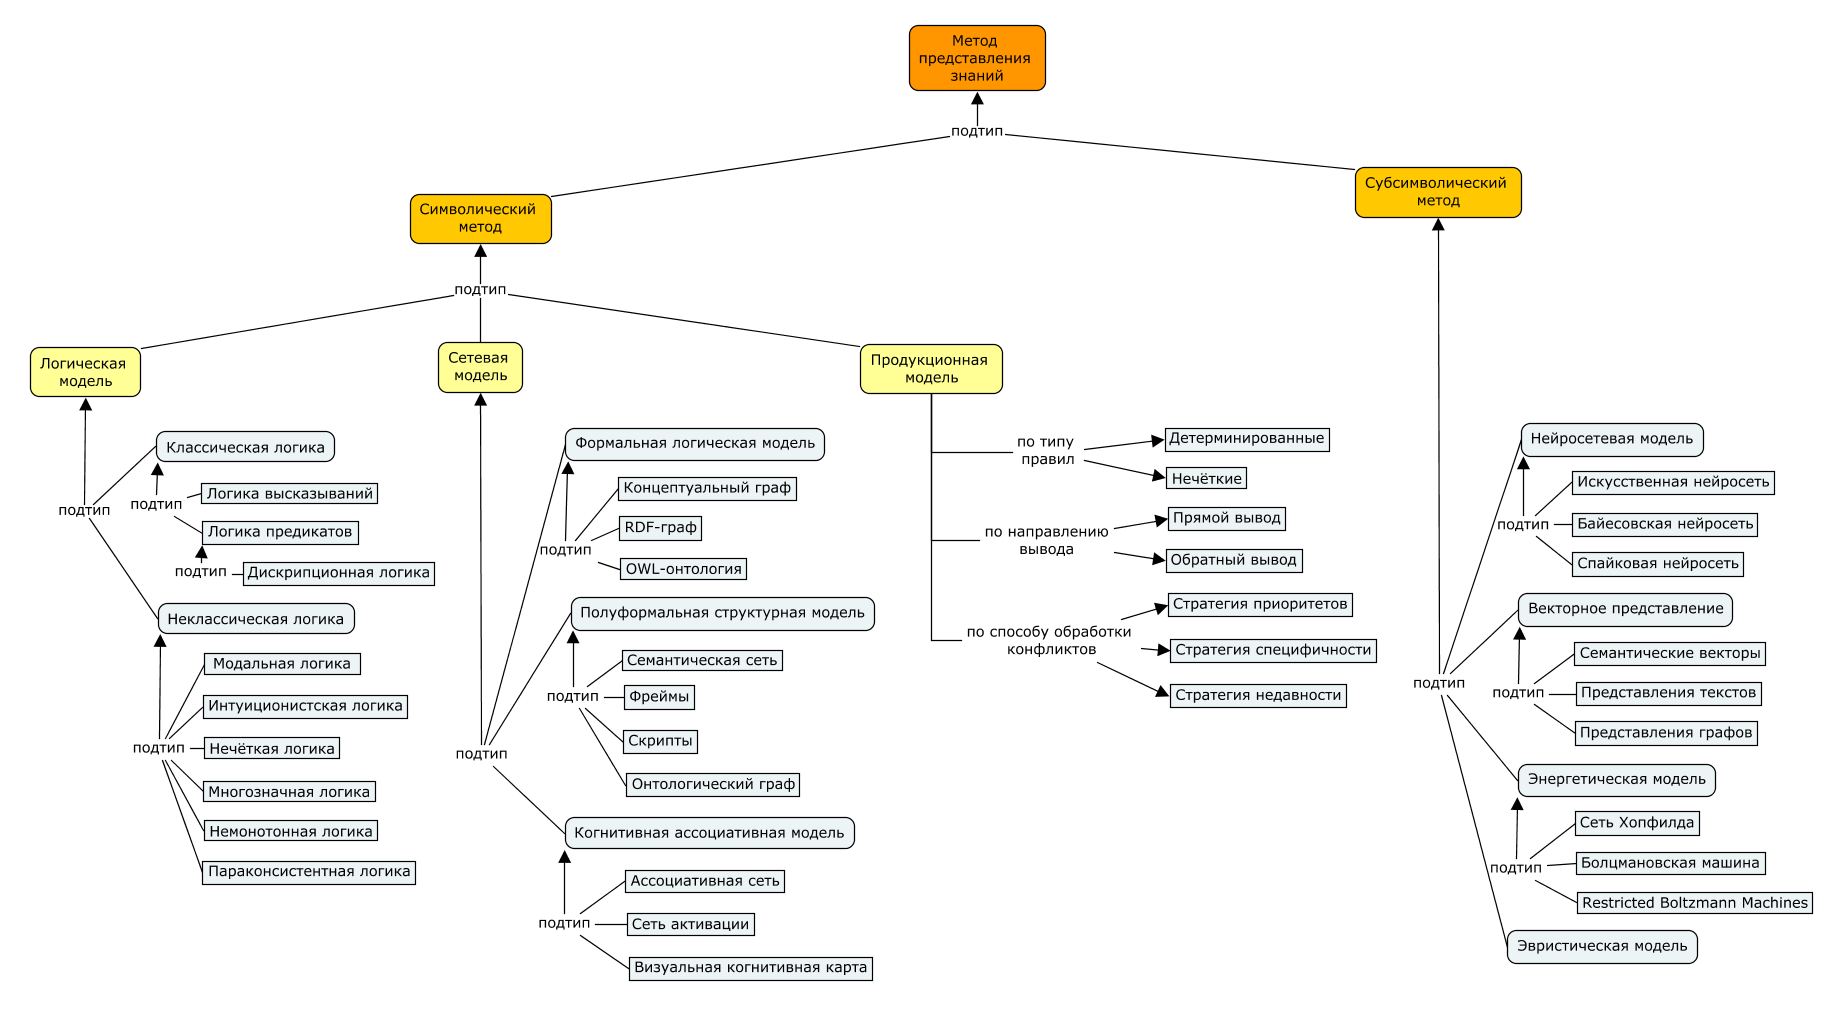 Метод
представления
знаний
подтип
Символический
метод
Субсимволический
метод
подтип
Логическая
модель
Сетевая
модель
Продукционная
модель
подтип
Классическая логика
подтип
Логика высказываний
Логика предикатов
подтип
Дискрипционная логика
Неклассическая логика
подтип
Модальная логика
Интуиционистская логика
Нечёткая логика
Многозначная логика
Немонотонная логика
Параконсистентная логика
подтип
Формальная логическая модель
подтип
Концептуальный граф
RDF-граф
OWL-онтология
Полуформальная структурная модель
подтип
Семантическая сеть
Фреймы
Скрипты
Онтологический граф
Когнитивная ассоциативная модель
подтип
Ассоциативная сеть
Сеть активации
Визуальная когнитивная карта
по типу
правил
Детерминированные
Нечёткие
по направлению
вывода
Прямой вывод
Обратный вывод
по способу обработки
конфликтов
Стратегия приоритетов
Стратегия специфичности
Стратегия недавности
подтип
Нейросетевая модель
подтип
Искусственная нейросеть
Байесовская нейросеть
Спайковая нейросеть
Векторное представление
подтип
Семантические векторы
Представления текстов
Представления графов
Энергетическая модель
подтип
Сеть Хопфилда
Болцмановская машина
Restricted Boltzmann Machines
Эвристическая модель